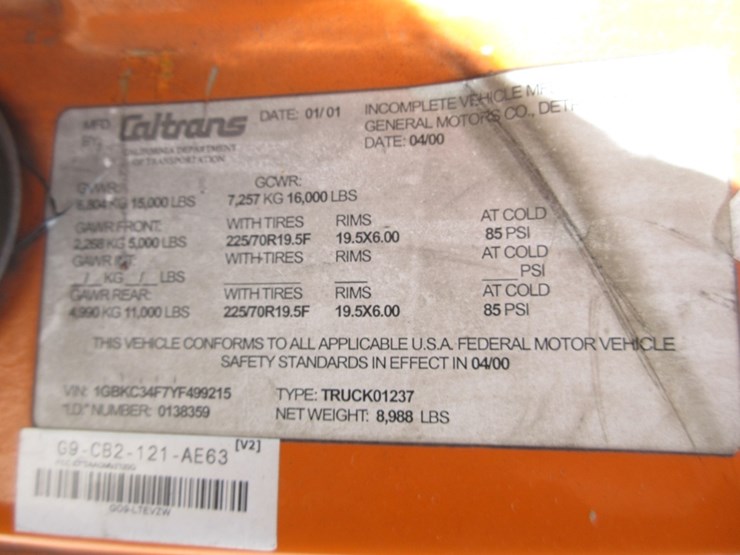 MFD. BY: Caltrans DATE: 01/01 INCOMPLETE VEHICLE
CALIFORNIA DEPARTMENT GENERAL MOTORS CO.,
OF TRANSPORTATION DATE: 04/00
GVWR: GCWR:
6,804 KG 15,000 LBS 7,257 KG 16,000 LBS
GAWR FRONT: WITH TIRES RIMS AT COLD
2,268 KG 5,000 LBS 225/70R19.5F 19.5X6.00 85 PSI
GAWR INT: WITH TIRES RIMS AT COLD
_/_ KG _/_ LBS ______ ___ ___ PSI
GAWR REAR: WITH TIRES RIMS AT COLD
4,990 KG 11,000 LBS 225/70R19.5F 19.5X6.00 85 PSI
THIS VEHICLE CONFORMS TO ALL APPLICABLE U.S.A. FEDERAL MOTOR VEHICLE
SAFETY STANDARDS IN EFFECT IN 04/00
VIN: 1GBKC34F7YF499215 TYPE: TRUCK01237
"I.D." NUMBER: 0138359 NET WEIGHT: 8,988 LBS
G9-CB2-121-AE63 [V2]
GO9-LTEVZW